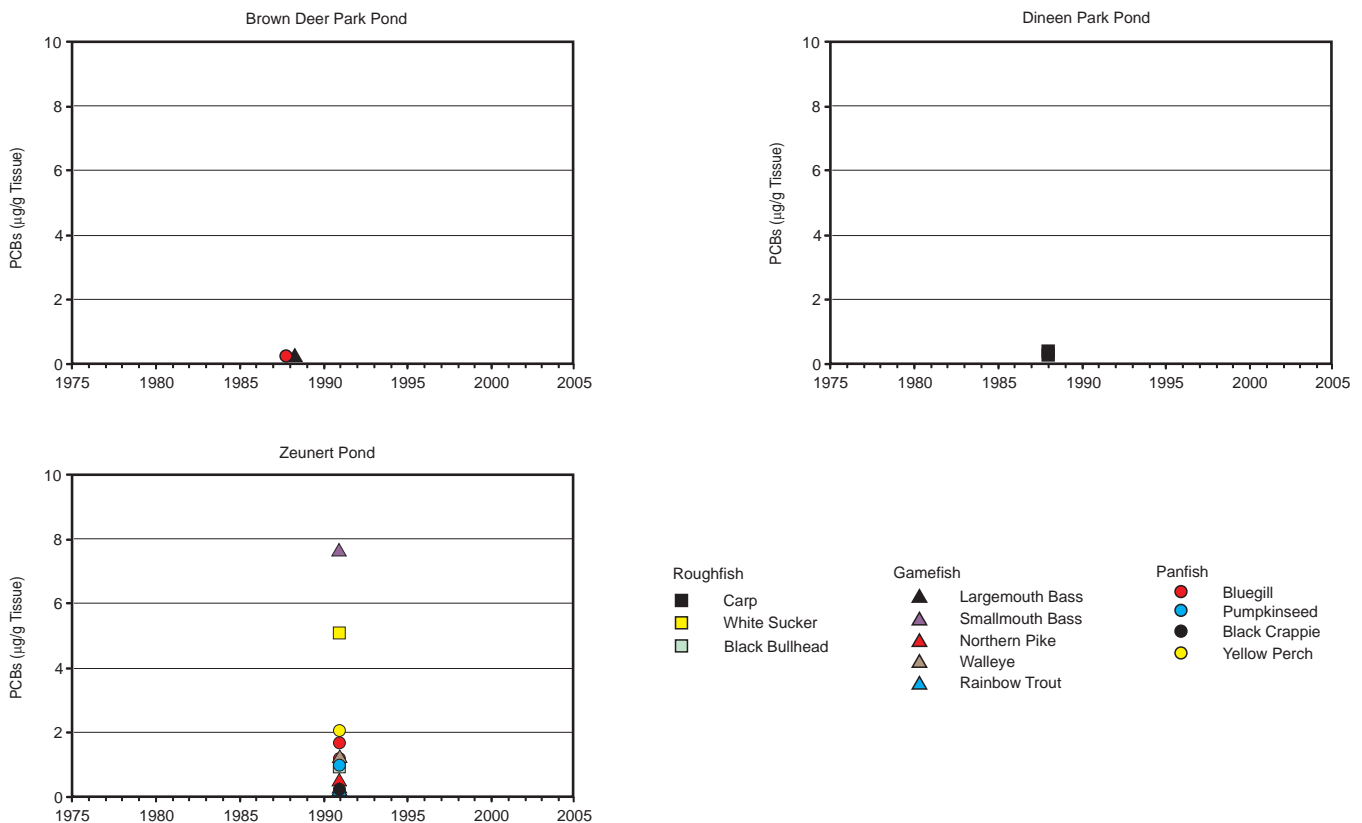 Brown Deer Park Pond
10
8
6
4
2
0
PCBs (µg/g Tissue)
1975 1980 1985 1990 1995 2000 2005
Dineen Park Pond
10
8
6
4
2
0
PCBs (µg/g Tissue)
1975 1980 1985 1990 1995 2000 2005
Zeunert Pond
10
8
6
4
2
0
PCBs (µg/g Tissue)
1975 1980 1985 1990 1995 2000 2005
Roughfish
Carp
White Sucker
Black Bullhead
Gamefish
Largemouth Bass
Smallmouth Bass
Northern Pike
Walleye
Rainbow Trout
Panfish
Bluegill
Pumpkinseed
Black Crappie
Yellow Perch